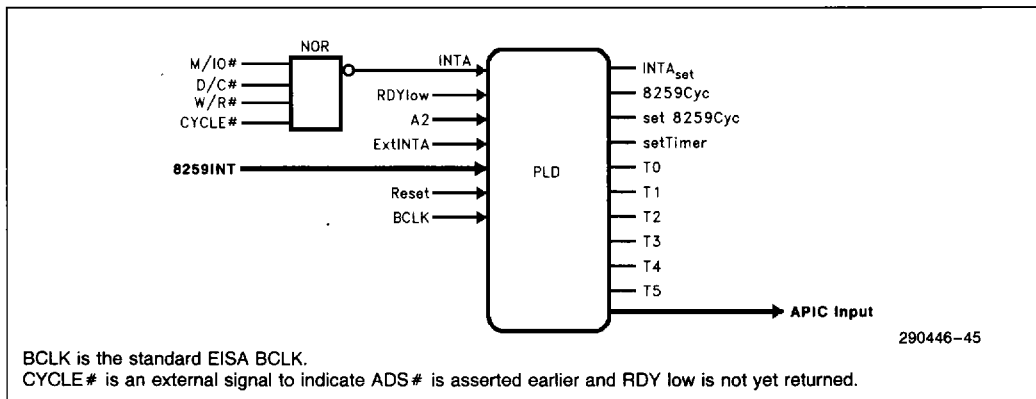 NOR
M/IO#
D/C#
W/R#
CYCLE#
INTA
RDYlow
A2
ExtINTA
8259INT
Reset
BCLK
PLD
INTAset
8259Cyc
set 8259Cyc
setTimer
T0
T1
T2
T3
T4
T5
APIC Input
290446-45
BCLK is the standard EISA BCLK.
CYCLE# is an external signal to indicate ADS# is asserted earlier and RDY low is not yet returned.